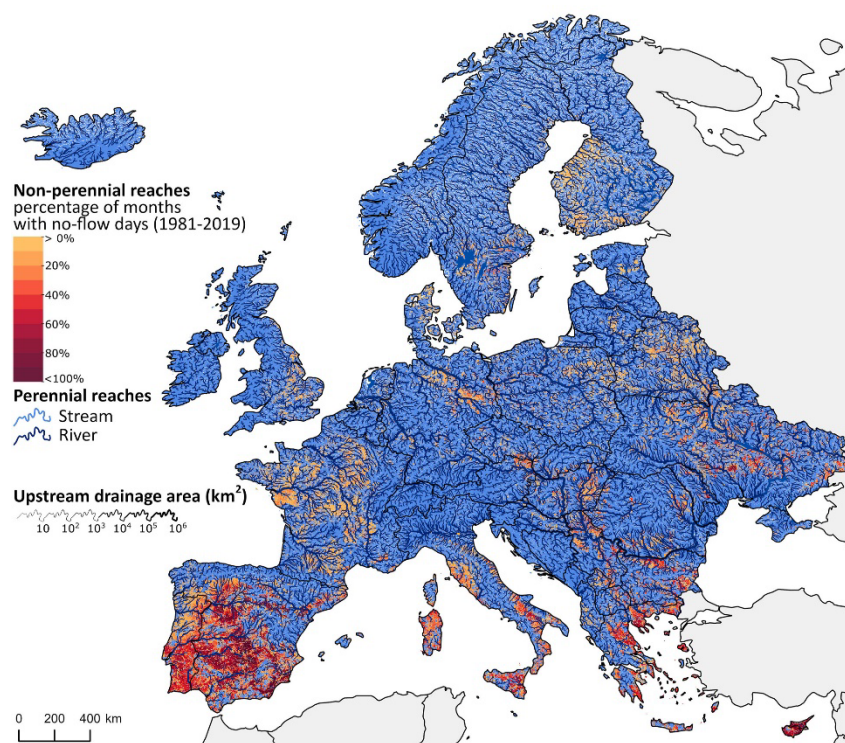 Non-perennial reaches
percentage of months
with no-flow days (1981-2019)
> 0%
20%
40%
60%
80%
<100%
Perennial reaches
Stream
River
Upstream drainage area (km²)
10 10² 10³ 10⁴ 10⁵ 10⁶
0 200 400 km